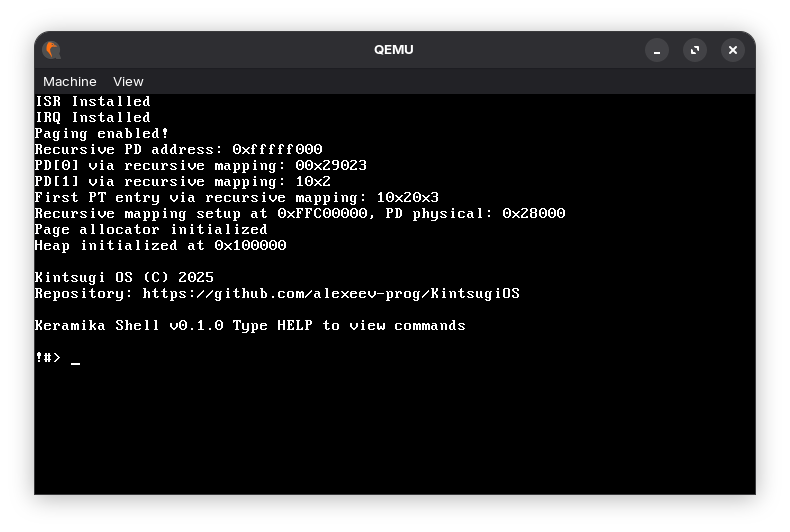 QEMU
Machine View
ISR Installed
IRQ Installed
Paging enabled!
Recursive PD address: 0xfffff000
PD[0] via recursive mapping: 00x29023
PD[1] via recursive mapping: 10x2
First PT entry via recursive mapping: 10x20x3
Recursive mapping setup at 0xFFC00000, PD physical: 0x28000
Page allocator initialized
Heap initialized at 0x100000
Kintsugi OS (C) 2025
Repository: https://github.com/alexeev-prog/KintsugiOS
Keramika Shell v0.1.0 Type HELP to view commands
!#> _